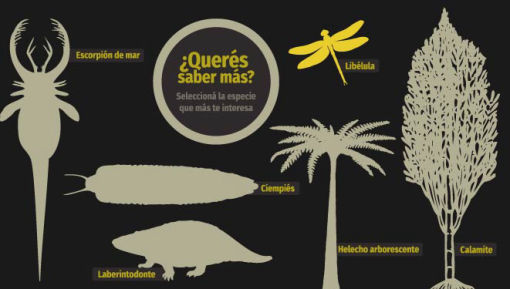 Escorpión de mar
¿Querés
saber más?
Seleccioná la especie
que más te interesa
Libélula
Ciempiés
Laberintodonte
Helecho arborescente
Calamite